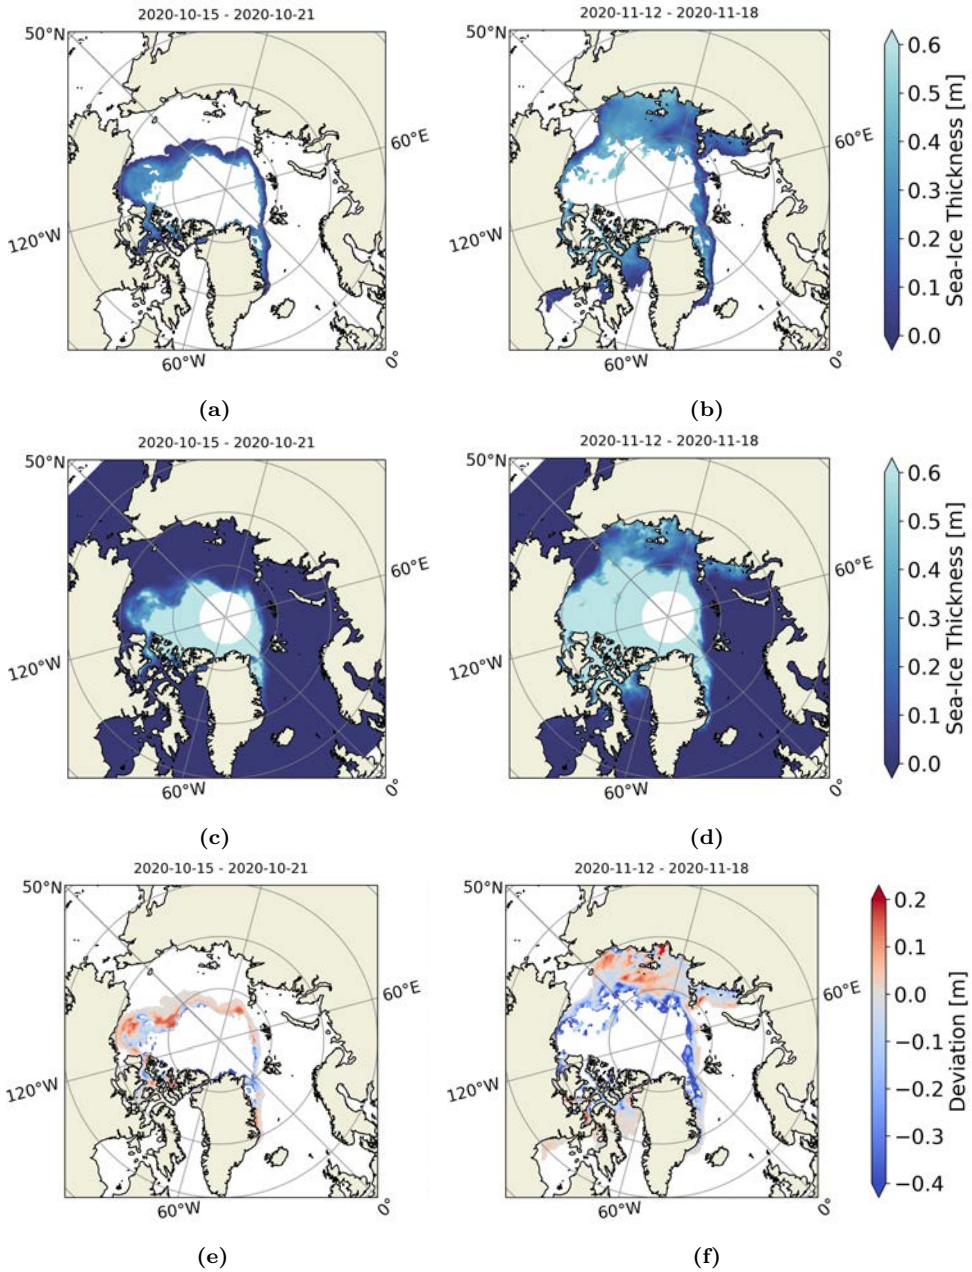 2020-10-15 - 2020-10-21
2020-11-12 - 2020-11-18
50°N
60°E
120°W
60°W
0°
50°N
60°E
120°W
60°W
0°
0.6
0.5
0.4
0.3
0.2
0.1
0.0
Sea-Ice Thickness [m]
(a)
(b)
2020-10-15 - 2020-10-21
2020-11-12 - 2020-11-18
50°N
60°E
120°W
60°W
0°
50°N
60°E
120°W
60°W
0°
0.6
0.5
0.4
0.3
0.2
0.1
0.0
Sea-Ice Thickness [m]
(c)
(d)
2020-10-15 - 2020-10-21
2020-11-12 - 2020-11-18
50°N
60°E
120°W
60°W
0°
50°N
60°E
120°W
60°W
0°
0.2
0.1
0.0
−0.1
−0.2
−0.3
−0.4
Deviation [m]
(e)
(f)